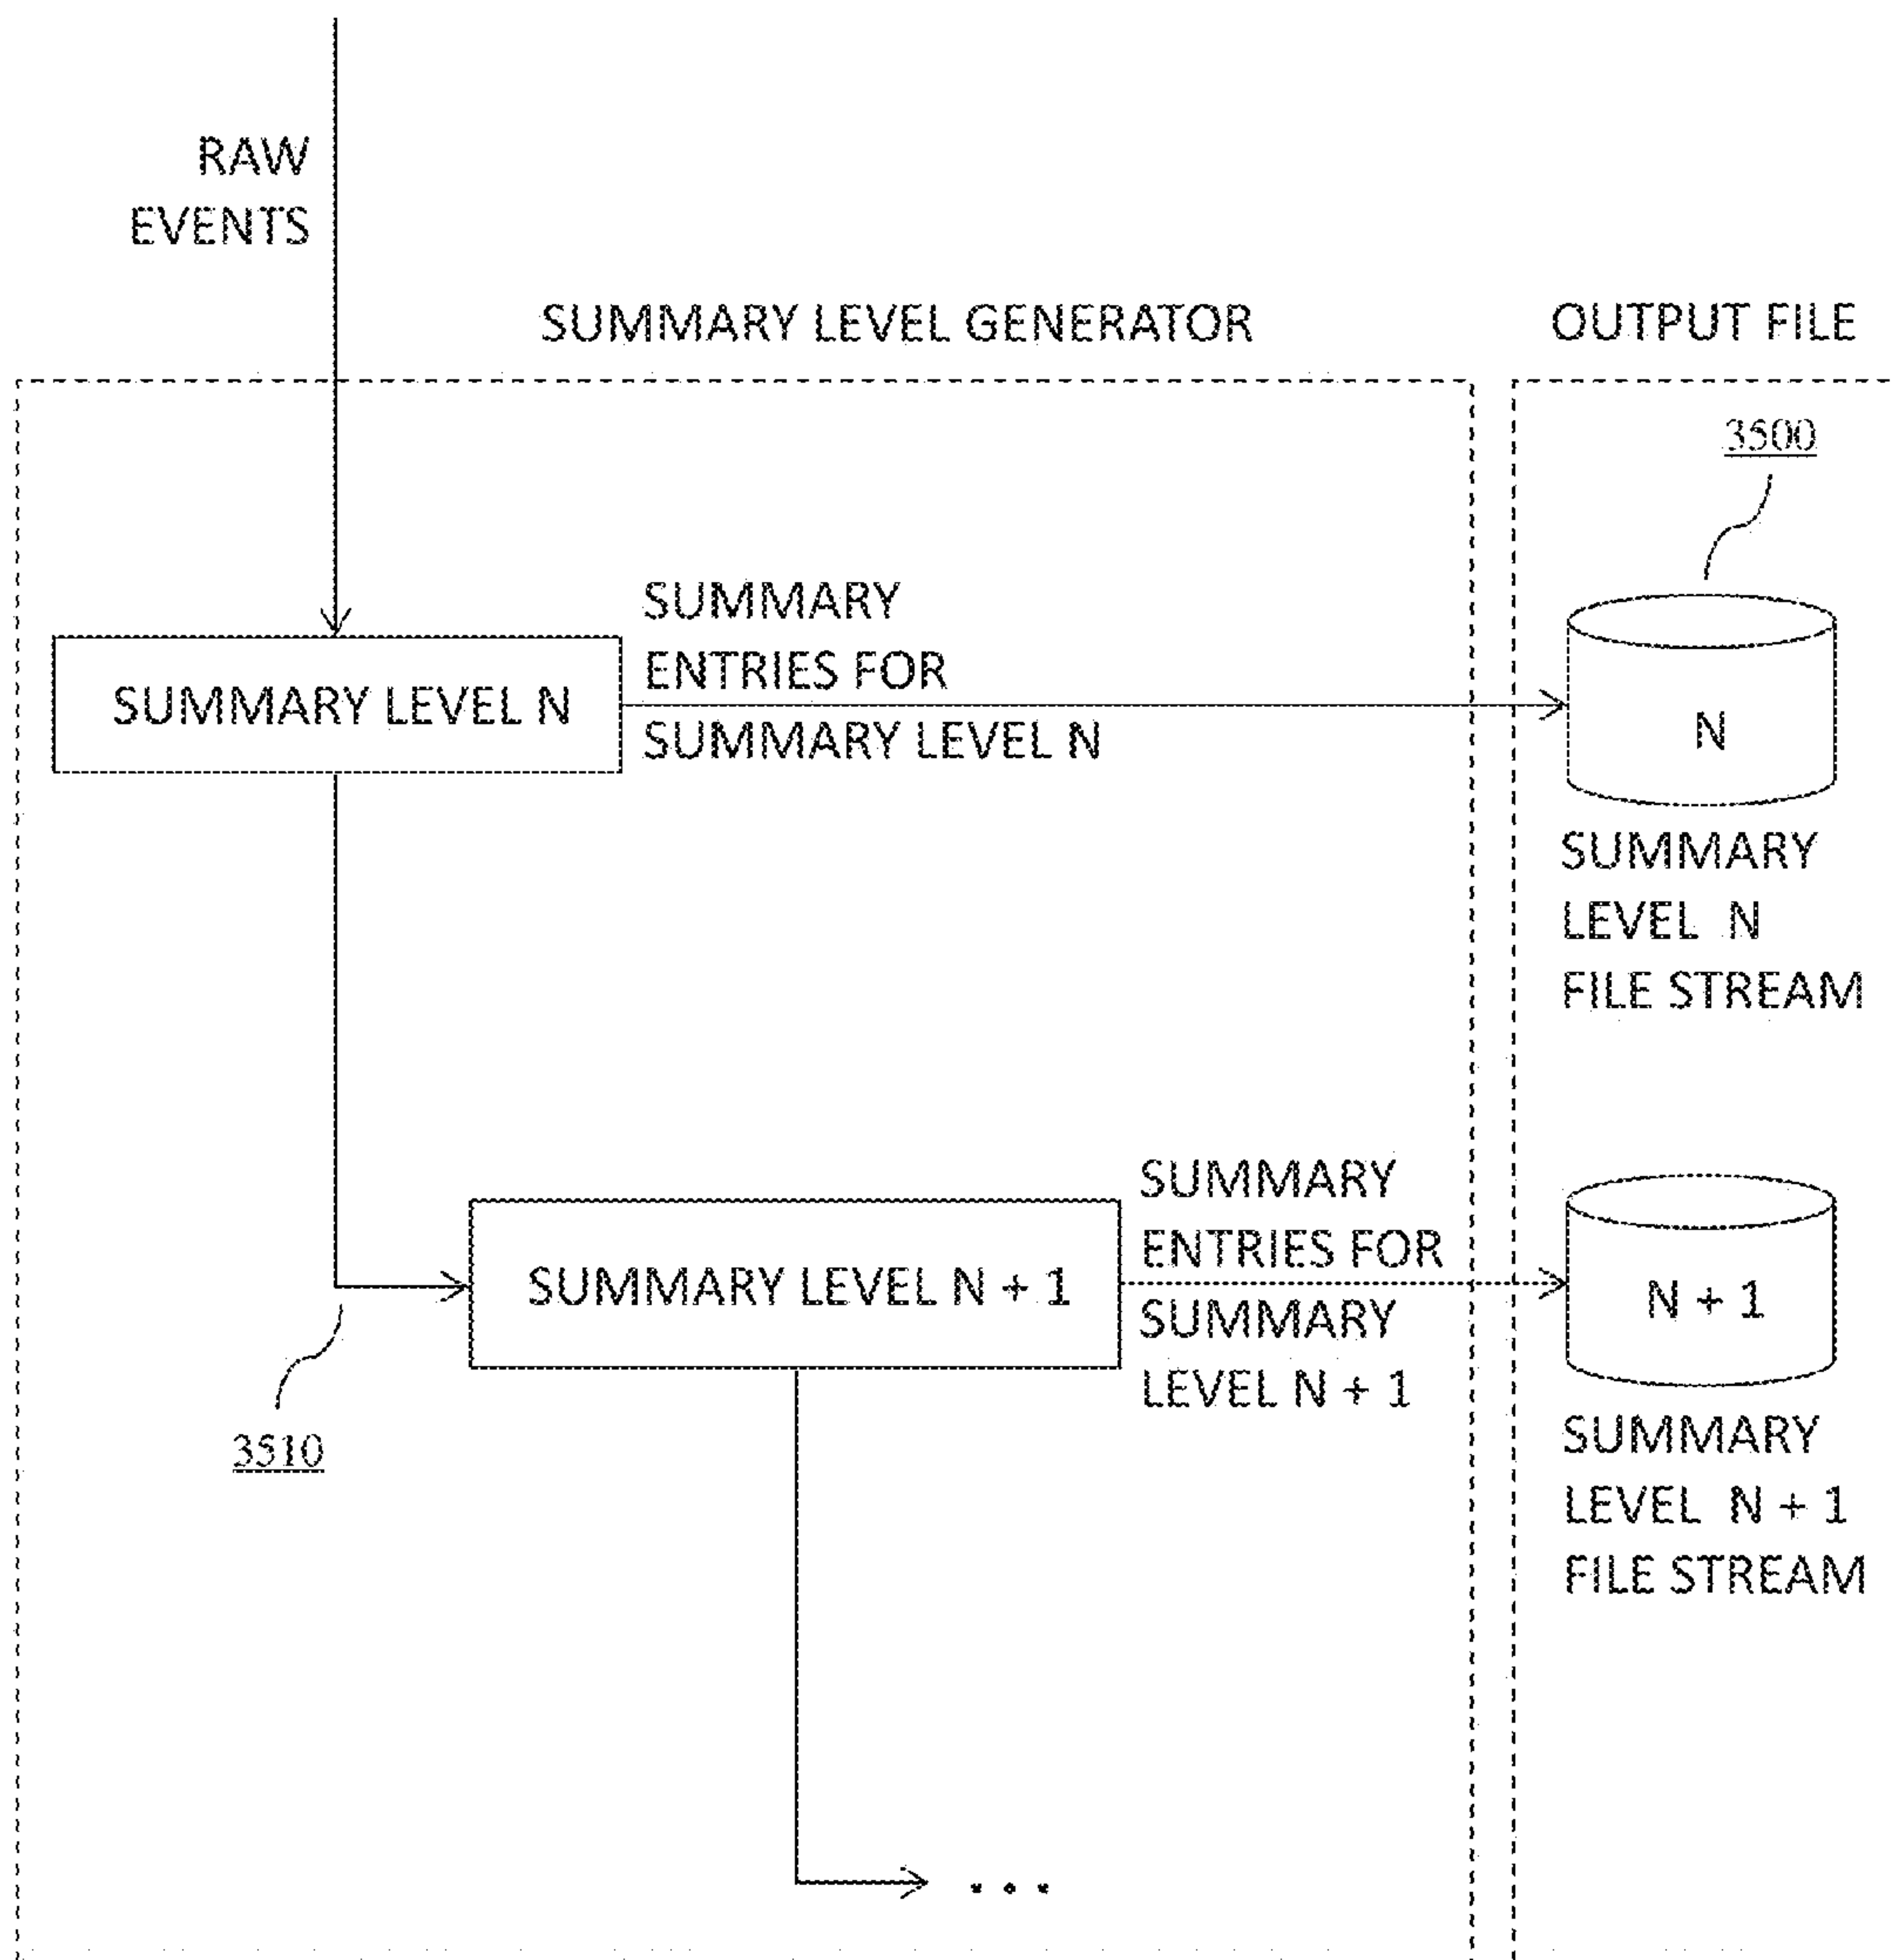 RAW
EVENTS
SUMMARY LEVEL GENERATOR
OUTPUT FILE
3500
SUMMARY LEVEL N
SUMMARY
ENTRIES FOR
SUMMARY LEVEL N
N
SUMMARY
LEVEL N
FILE STREAM
SUMMARY LEVEL N + 1
SUMMARY
ENTRIES FOR
SUMMARY
LEVEL N + 1
N + 1
SUMMARY
LEVEL N + 1
FILE STREAM
3510
...